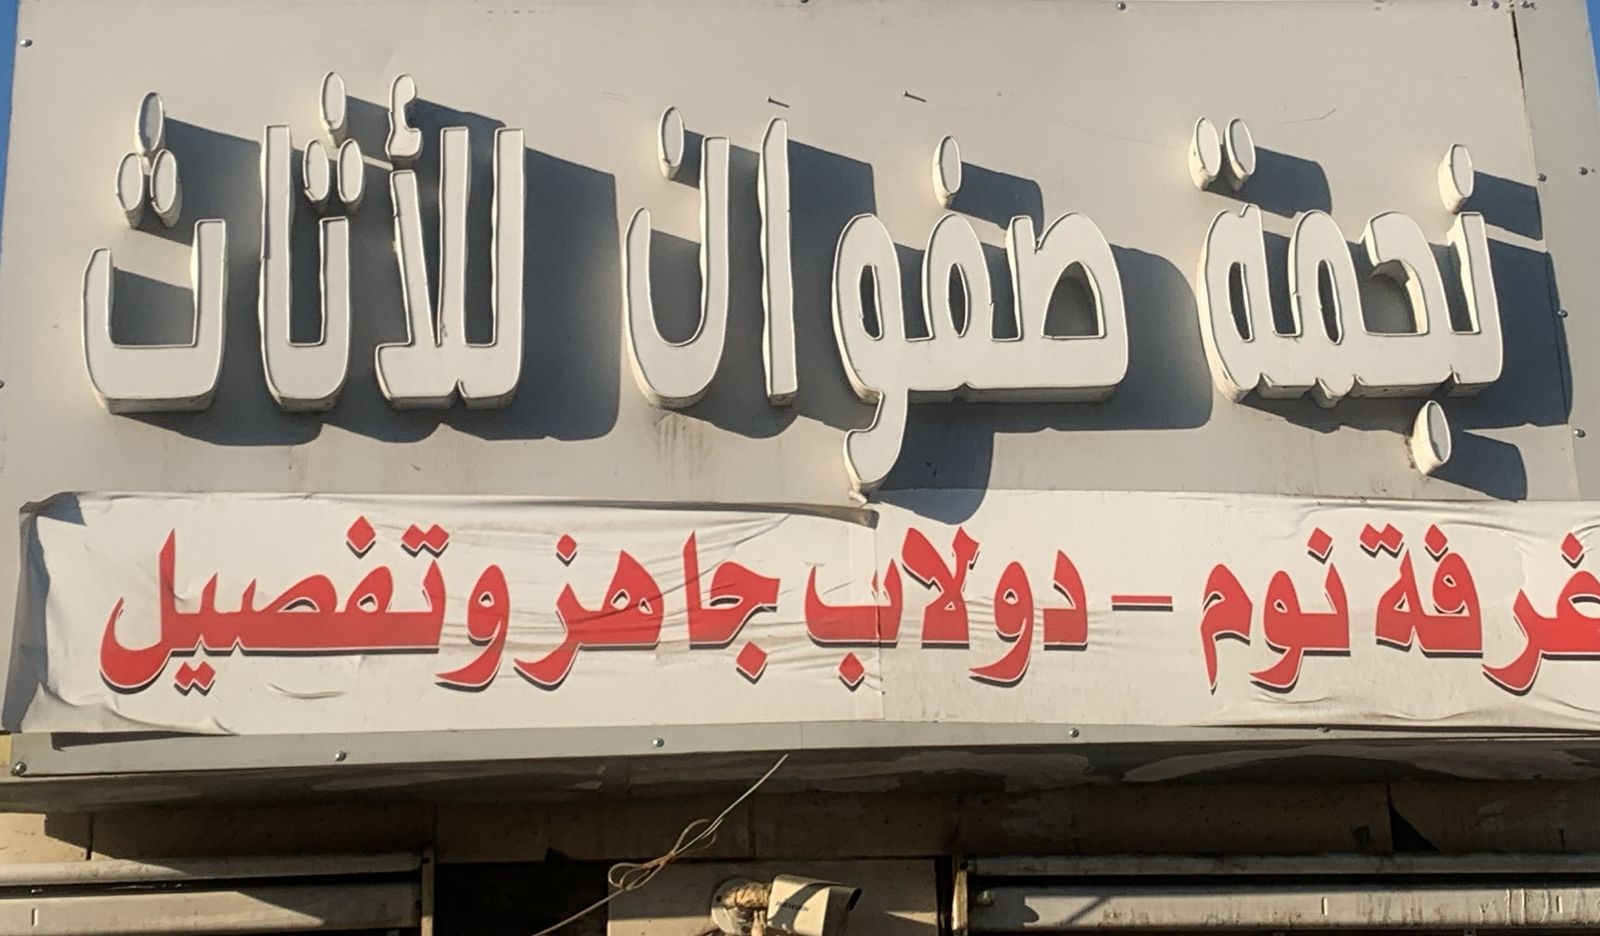 نجمة صفوان للأثاث
غرفة نوم - دولاب جاهز وتفصيل